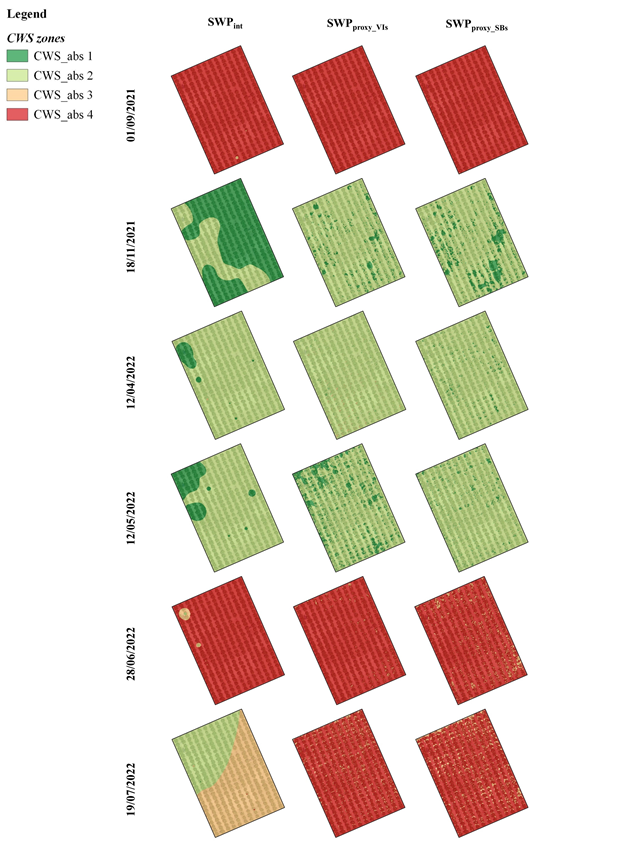 Legend
CWS zones
CWS_abs 1
CWS_abs 2
CWS_abs 3
CWS_abs 4
SWPint
SWPproxy_VIs
SWPproxy_SBs
01/09/2021
18/11/2021
12/04/2022
12/05/2022
28/06/2022
19/07/2022